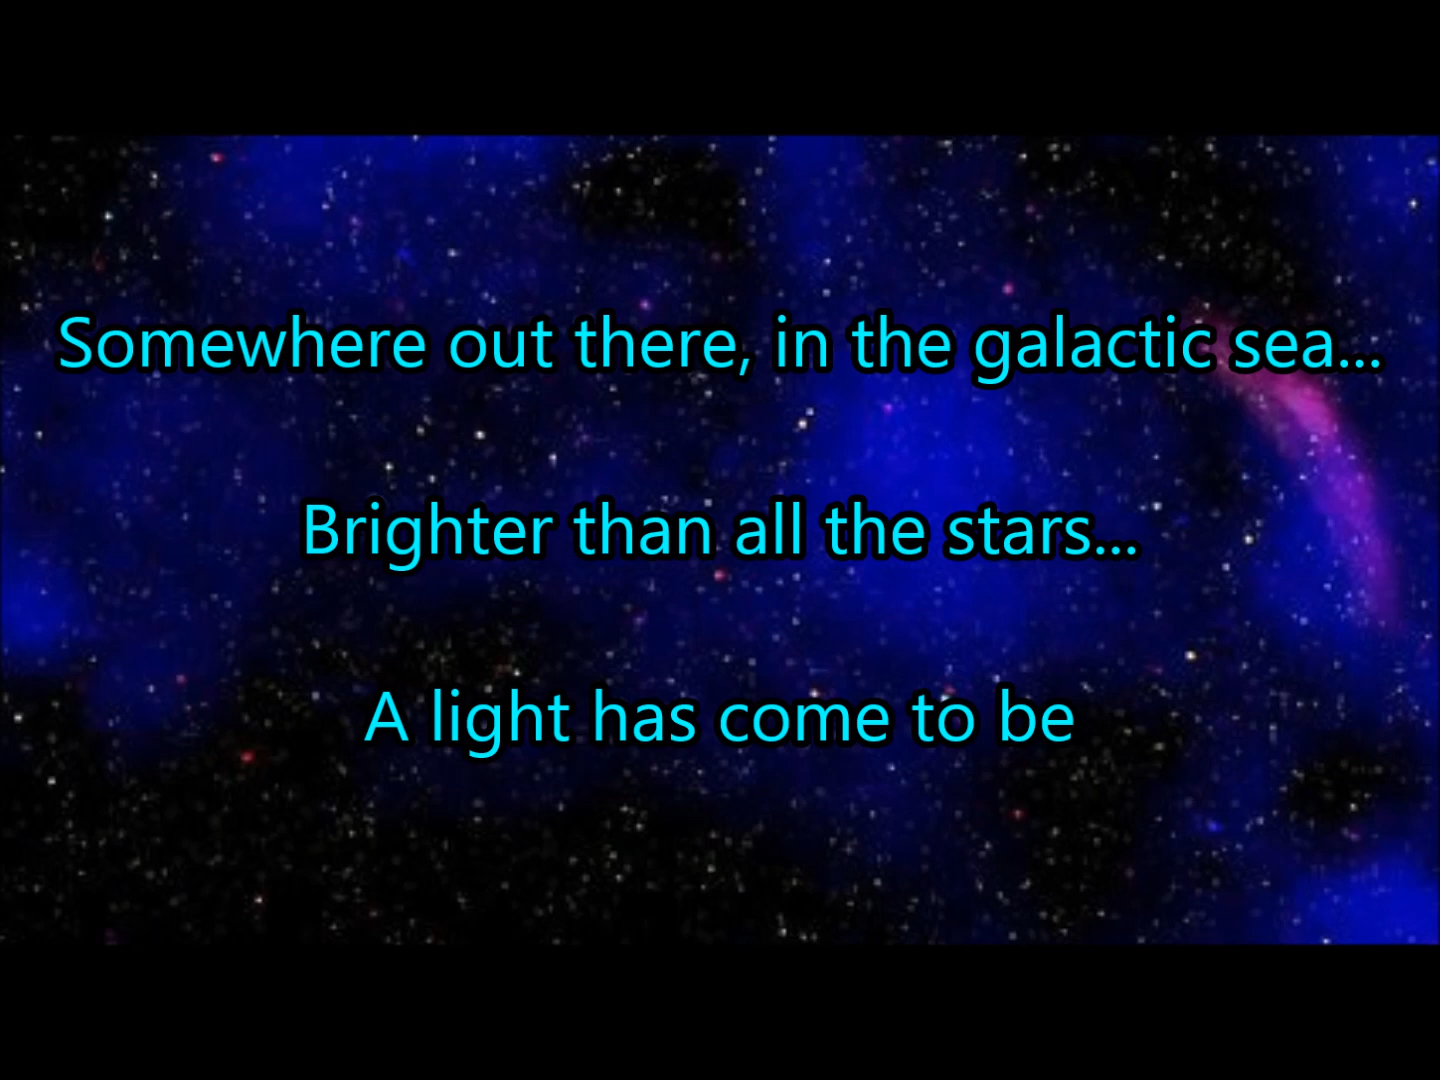 Somewhere out there, in the galactic sea...
Brighter than all the stars...
A light has come to be